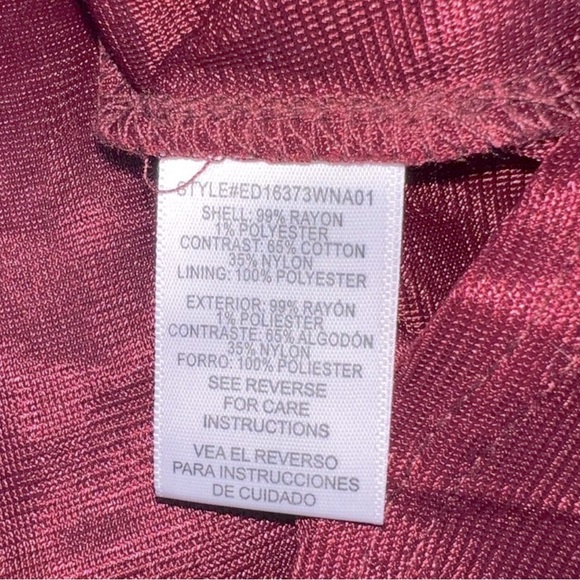 STYLE#ED16373WNA01
SHELL: 99% RAYON
1% POLYESTER
CONTRAST: 65% COTTON
35% NYLON
LINING: 100% POLYESTER
EXTERIOR: 99% RAYÓN
1% POLIESTER
CONTRASTE: 65% ALGODÓN
35% NYLON
FORRO: 100% POLIESTER
SEE REVERSE
FOR CARE
INSTRUCTIONS
VEA EL REVERSO
PARA INSTRUCCIONES
DE CUIDADO